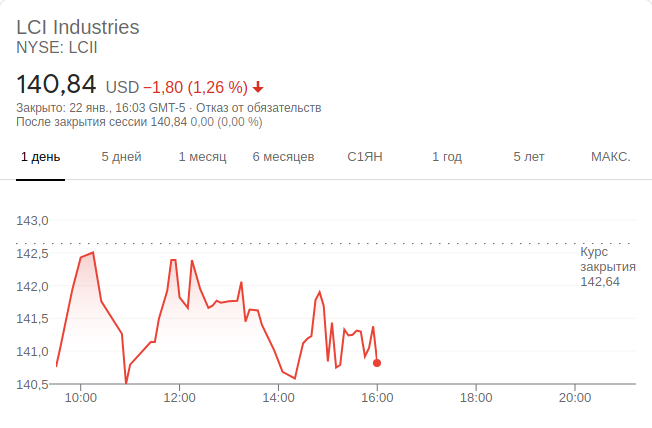 LCI Industries
NYSE: LCII
140,84 USD −1,80 (1,26 %)
Закрыто: 22 янв., 16:03 GMT-5 · Отказ от обязательств
После закрытия сессии 140,84 0,00 (0,00 %)
1 день 5 дней 1 месяц 6 месяцев С1ЯН 1 год 5 лет МАКС.
143,0
142,5
Курс
закрытия
142,64
142,0
141,5
141,0
140,5
10:00 12:00 14:00 16:00 18:00 20:00